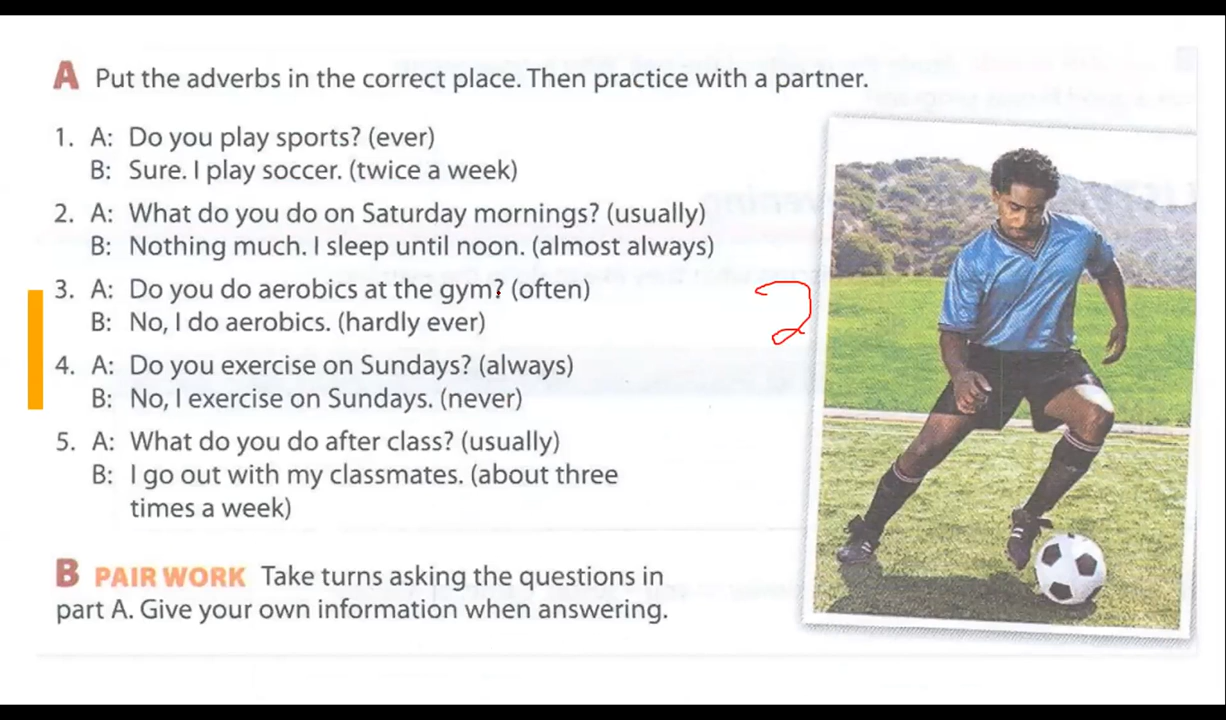 A Put the adverbs in the correct place. Then practice with a partner.
1. A: Do you play sports? (ever)
B: Sure. I play soccer. (twice a week)
2. A: What do you do on Saturday mornings? (usually)
B: Nothing much. I sleep until noon. (almost always)
3. A: Do you do aerobics at the gym? (often)
B: No, I do aerobics. (hardly ever)
4. A: Do you exercise on Sundays? (always)
B: No, I exercise on Sundays. (never)
5. A: What do you do after class? (usually)
B: I go out with my classmates. (about three
times a week)
B PAIR WORK Take turns asking the questions in
part A. Give your own information when answering.